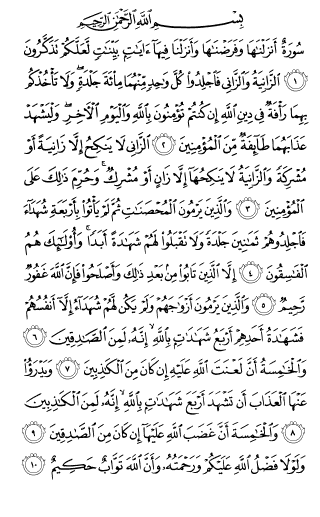 بِسْمِ ٱللَّهِ ٱلرَّحْمَٰنِ ٱلرَّحِيمِ
سُورَةٌ أَنزَلْنَٰهَا وَفَرَضْنَٰهَا وَأَنزَلْنَا فِيهَآ ءَايَٰتٍۭ بَيِّنَٰتٍ لَّعَلَّكُمْ تَذَكَّرُونَ
١ ٱلزَّانِيَةُ وَٱلزَّانِى فَٱجْلِدُوا۟ كُلَّ وَٰحِدٍ مِّنْهُمَا مِا۟ئَةَ جَلْدَةٍ ۖ وَلَا تَأْخُذْكُم
بِهِمَا رَأْفَةٌ فِى دِينِ ٱللَّهِ إِن كُنتُمْ تُؤْمِنُونَ بِٱللَّهِ وَٱلْيَوْمِ ٱلْءَاخِرِ ۖ وَلْيَشْهَدْ
عَذَابَهُمَا طَآئِفَةٌ مِّنَ ٱلْمُؤْمِنِينَ ٢ ٱلزَّانِى لَا يَنكِحُ إِلَّا زَانِيَةً أَوْ
مُشْرِكَةً وَٱلزَّانِيَةُ لَا يَنكِحُهَآ إِلَّا زَانٍ أَوْ مُشْرِكٌ ۚ وَحُرِّمَ ذَٰلِكَ عَلَى
ٱلْمُؤْمِنِينَ ٣ وَٱلَّذِينَ يَرْمُونَ ٱلْمُحْصَنَٰتِ ثُمَّ لَمْ يَأْتُوا۟ بِأَرْبَعَةِ شُهَدَآءَ
فَٱجْلِدُوهُمْ ثَمَٰنِينَ جَلْدَةً وَلَا تَقْبَلُوا۟ لَهُمْ شَهَٰدَةً أَبَدًا ۚ وَأُو۟لَٰٓئِكَ هُمُ
ٱلْفَٰسِقُونَ ٤ إِلَّا ٱلَّذِينَ تَابُوا۟ مِنۢ بَعْدِ ذَٰلِكَ وَأَصْلَحُوا۟ فَإِنَّ ٱللَّهَ غَفُورٌ
رَّحِيمٌ ٥ وَٱلَّذِينَ يَرْمُونَ أَزْوَٰجَهُمْ وَلَمْ يَكُن لَّهُمْ شُهَدَآءُ إِلَّآ أَنفُسُهُمْ
فَشَهَٰدَةُ أَحَدِهِمْ أَرْبَعُ شَهَٰدَٰتٍۭ بِٱللَّهِ ۙ إِنَّهُۥ لَمِنَ ٱلصَّٰدِقِينَ ٦
وَٱلْخَٰمِسَةُ أَنَّ لَعْنَتَ ٱللَّهِ عَلَيْهِ إِن كَانَ مِنَ ٱلْكَٰذِبِينَ ٧ وَيَدْرَؤُا۟
عَنْهَا ٱلْعَذَابَ أَن تَشْهَدَ أَرْبَعَ شَهَٰدَٰتٍۭ بِٱللَّهِ ۙ إِنَّهُۥ لَمِنَ ٱلْكَٰذِبِينَ
٨ وَٱلْخَٰمِسَةَ أَنَّ غَضَبَ ٱللَّهِ عَلَيْهَآ إِن كَانَ مِنَ ٱلصَّٰدِقِينَ ٩
وَلَوْلَا فَضْلُ ٱللَّهِ عَلَيْكُمْ وَرَحْمَتُهُۥ وَأَنَّ ٱللَّهَ تَوَّابٌ حَكِيمٌ ١٠